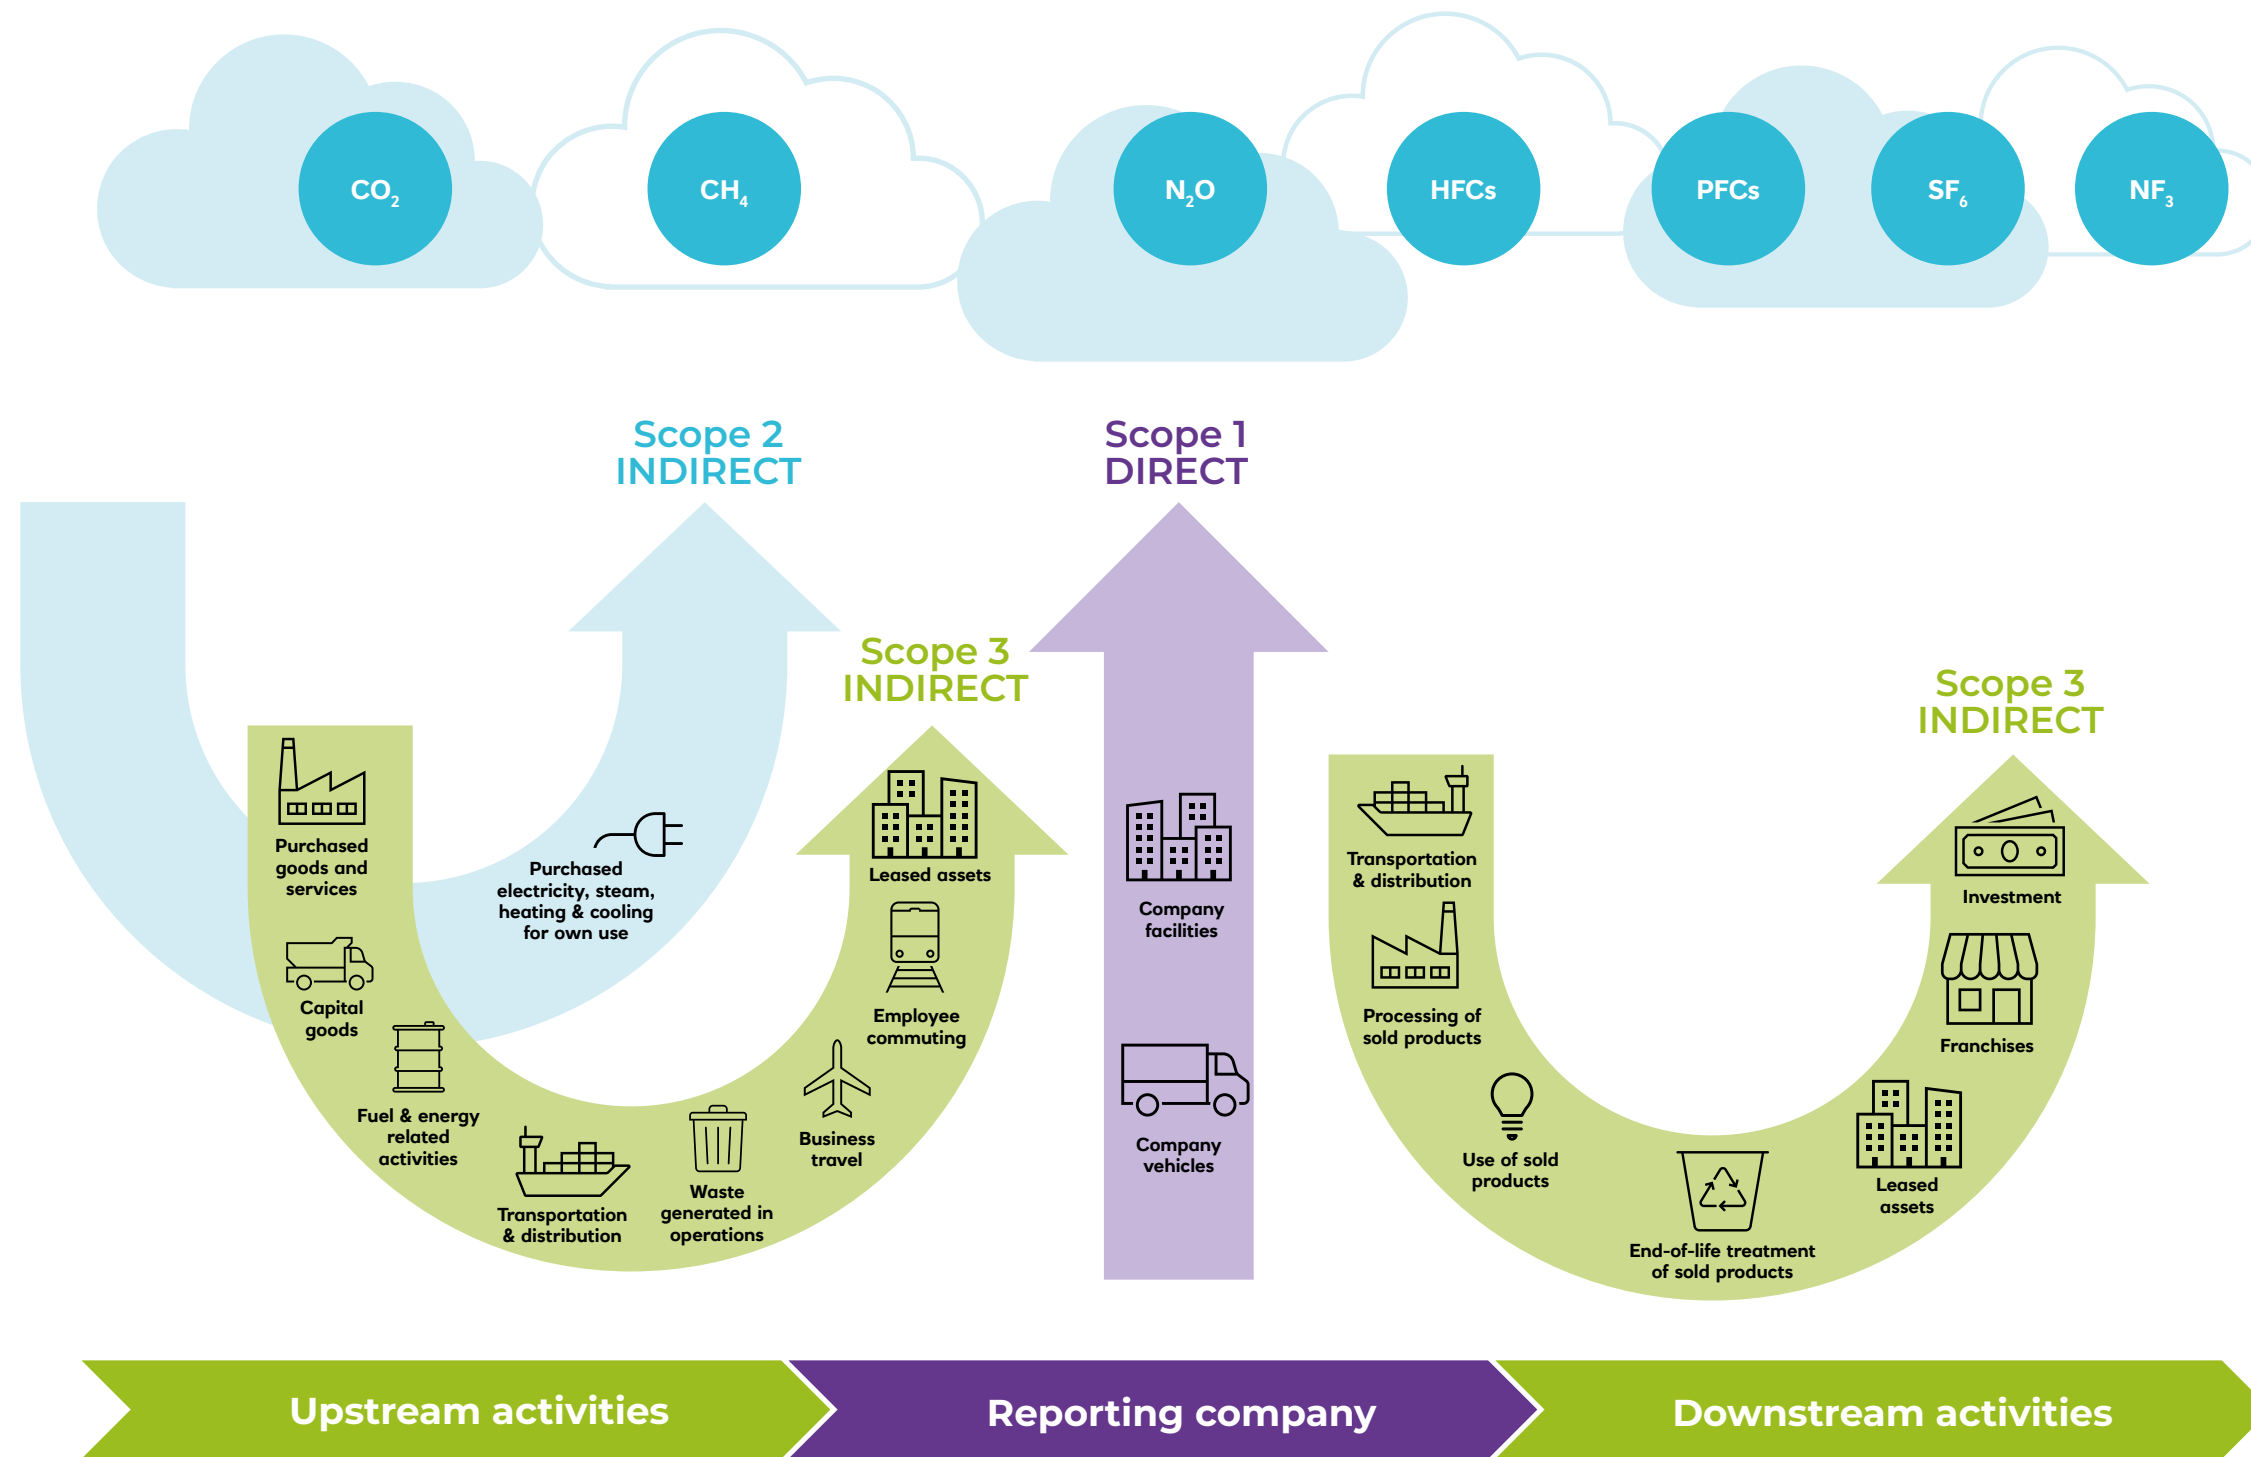 CO₂
CH₄
N₂O
HFCs
PFCs
SF₆
NF₃
Scope 2
INDIRECT
Scope 1
DIRECT
Scope 3
INDIRECT
Scope 3
INDIRECT
Purchased
goods and
services
Capital
goods
Fuel & energy
related
activities
Transportation
& distribution
Waste
generated in
operations
Business
travel
Employee
commuting
Leased assets
Purchased
electricity, steam,
heating & cooling
for own use
Company
facilities
Company
vehicles
Transportation
& distribution
Processing of
sold products
Use of sold
products
End-of-life treatment
of sold products
Leased
assets
Franchises
Investment
Upstream activities
Reporting company
Downstream activities